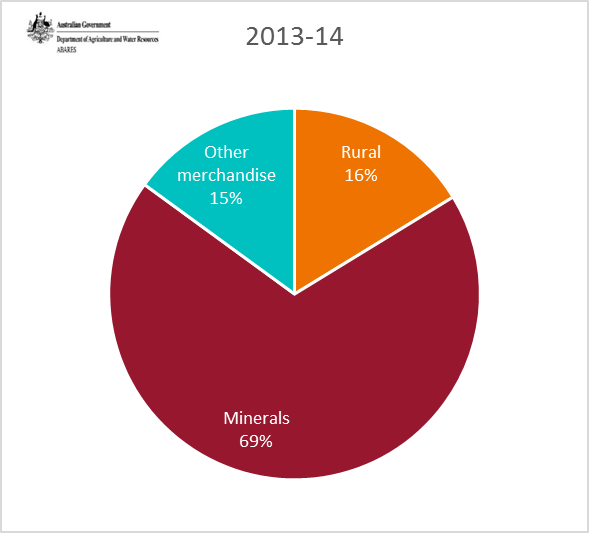 Australian Government
Department of Agriculture and Water Resources
ABARES
2013-14
Other
merchandise
15%
Rural
16%
Minerals
69%